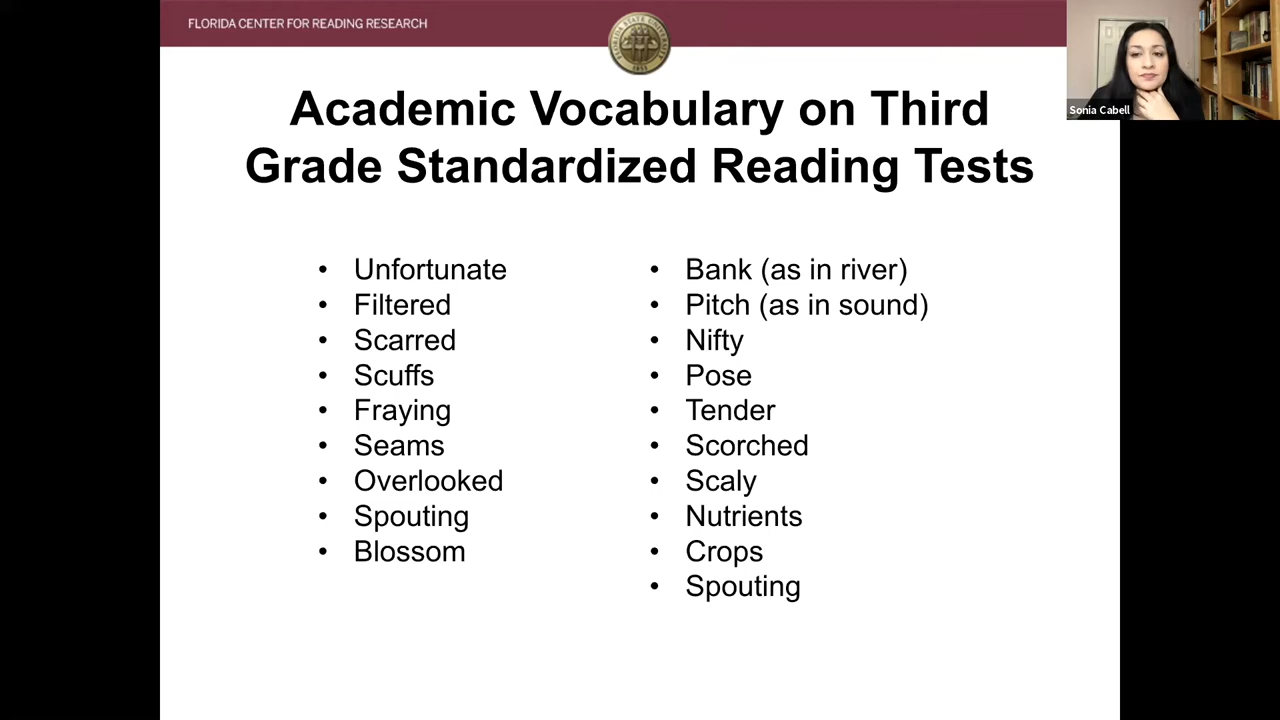 FLORIDA CENTER FOR READING RESEARCH
Sonia Cabell
Academic Vocabulary on Third
Grade Standardized Reading Tests
• Unfortunate
• Filtered
• Scarred
• Scuffs
• Fraying
• Seams
• Overlooked
• Spouting
• Blossom
• Bank (as in river)
• Pitch (as in sound)
• Nifty
• Pose
• Tender
• Scorched
• Scaly
• Nutrients
• Crops
• Spouting